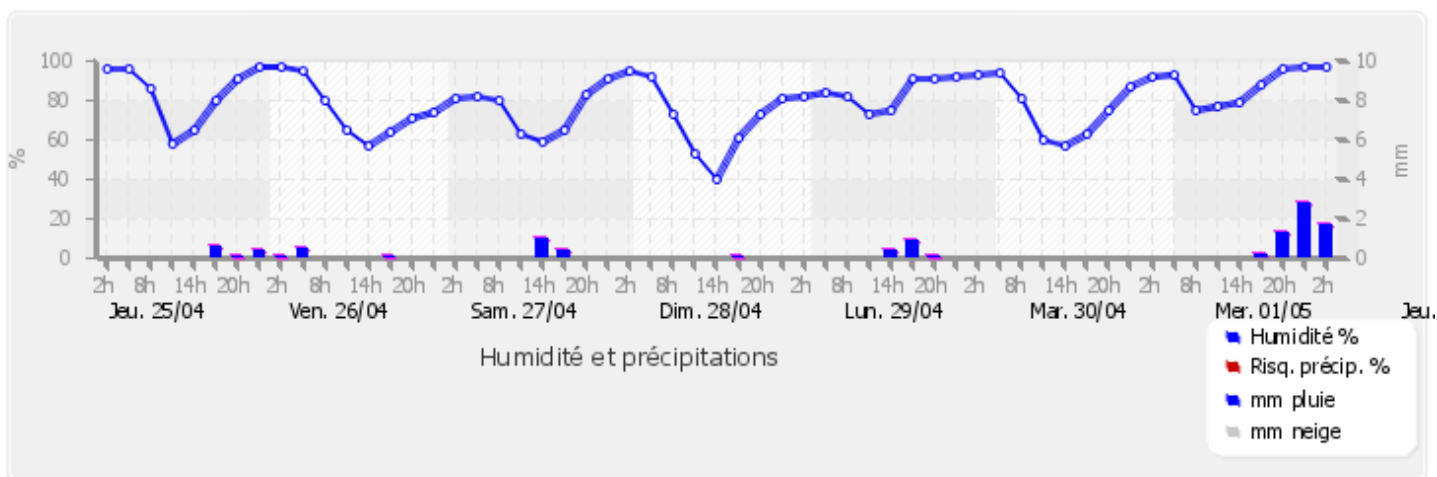 100 10
80 8
60 6
% mm
40 4
20 2
0 0
2h 8h 14h 20h 2h 8h 14h 20h 2h 8h 14h 20h 2h 8h 14h 20h 2h 8h 14h 20h 2h 8h 14h 20h 2h 8h 14h 20h 2h
Jeu. 25/04 Ven. 26/04 Sam. 27/04 Dim. 28/04 Lun. 29/04 Mar. 30/04 Mer. 01/05 Jeu.
Humidité et précipitations
Humidité %
Risq. précip. %
mm pluie
mm neige